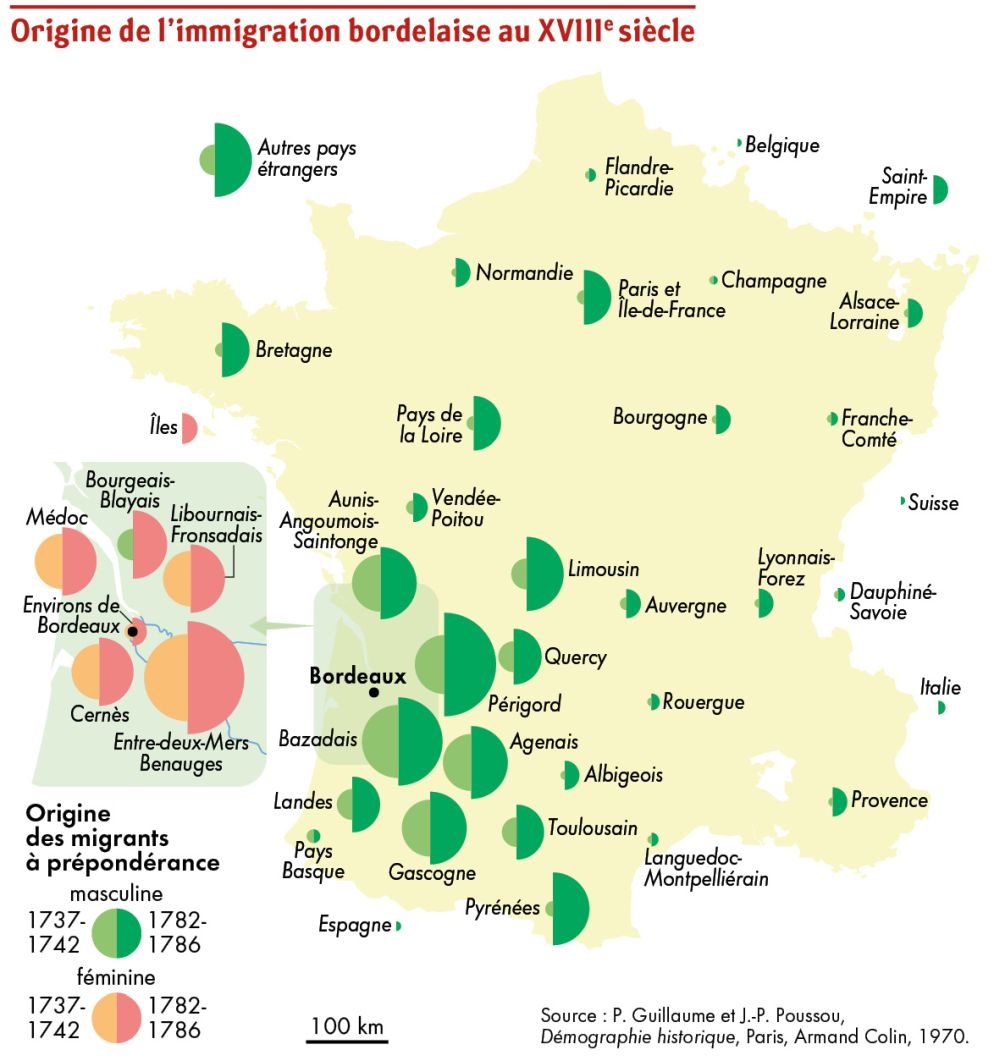 Origine de l'immigration bordelaise au XVIIIe siècle
Autres pays
étrangers
Flandre-
Picardie
Belgique
Saint-
Empire
Normandie
Paris et
Île-de-France
Champagne
Alsace-
Lorraine
Bretagne
Îles
Pays de
la Loire
Bourgogne
Franche-
Comté
Bourgeais-
Blayais
Médoc
Libournais-
Fronsadais
Environs de
Bordeaux
Cernès
Entre-deux-Mers
Benauges
Aunis-
Angoumois-
Saintonge
Vendée-
Poitou
Suisse
Limousin
Auvergne
Lyonnais-
Forez
Dauphiné-
Savoie
Bordeaux
Quercy
Périgord
Rouergue
Italie
Bazadais
Agenais
Albigeois
Landes
Provence
Pays
Basque
Gascogne
Toulousain
Languedoc-
Montpelliérain
Pyrénées
Espagne
Origine
des migrants
à prépondérance
masculine
1737-
1742
1782-
1786
féminine
1737-
1742
1782-
1786
100 km
Source : P. Guillaume et J.-P. Poussou,
Démographie historique, Paris, Armand Colin, 1970.